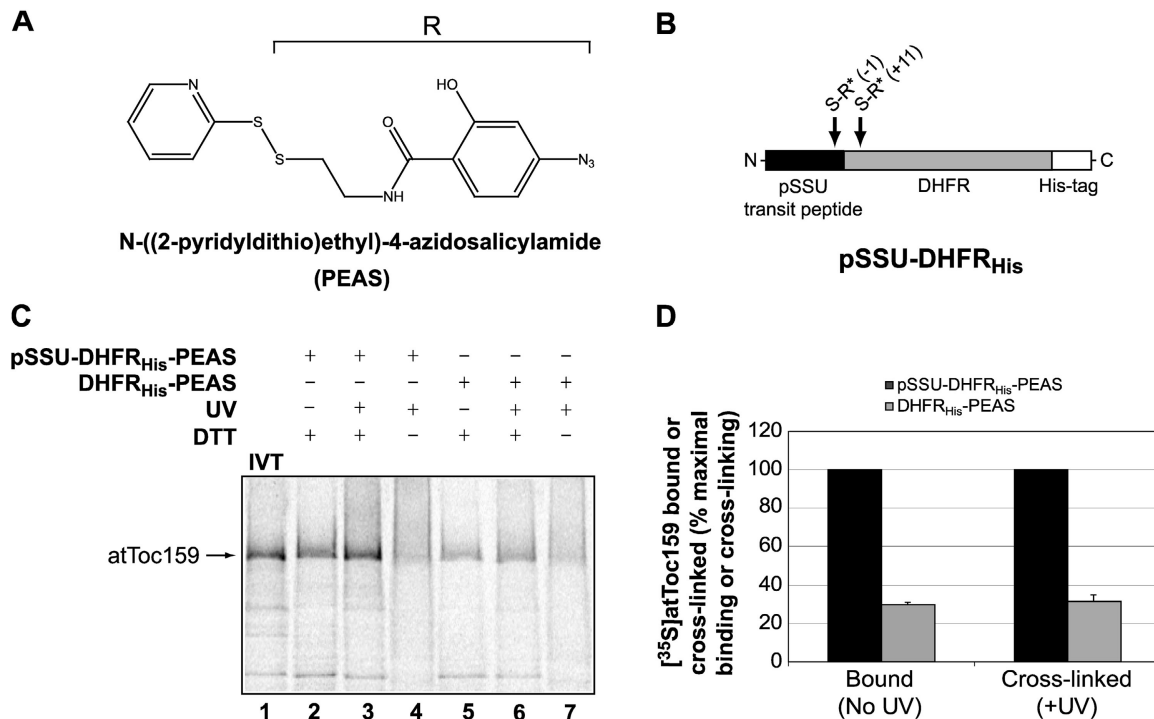 A
R
N
HO
O
S
S
NH
N₃
N-((2-pyridyldithio)ethyl)-4-azidosalicylamide
(PEAS)
B
S-R* (-1)
S-R* (+11)
N
C
pSSU
transit peptide
DHFR
His-tag
pSSU-DHFRHis
C
pSSU-DHFRHis-PEAS + + + – – –
DHFRHis-PEAS – – – + + +
UV – + + – + +
DTT + + – + + –
IVT
atToc159
1 2 3 4 5 6 7
D
pSSU-DHFRHis-PEAS
DHFRHis-PEAS
[³⁵S]atToc159 bound or
cross-linked (% maximal
binding or cross-linking)
120
100
80
60
40
20
0
Bound
(No UV)
Cross-linked
(+UV)